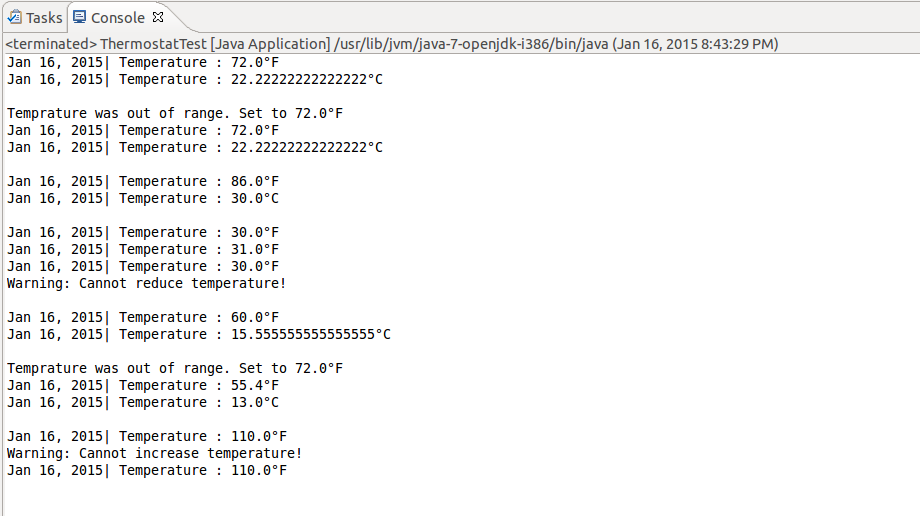 Tasks Console
<terminated> ThermostatTest [Java Application] /usr/lib/jvm/java-7-openjdk-i386/bin/java (Jan 16, 2015 8:43:29 PM)
Jan 16, 2015| Temperature : 72.0°F
Jan 16, 2015| Temperature : 22.22222222222222°C
Temprature was out of range. Set to 72.0°F
Jan 16, 2015| Temperature : 72.0°F
Jan 16, 2015| Temperature : 22.22222222222222°C
Jan 16, 2015| Temperature : 86.0°F
Jan 16, 2015| Temperature : 30.0°C
Jan 16, 2015| Temperature : 30.0°F
Jan 16, 2015| Temperature : 31.0°F
Jan 16, 2015| Temperature : 30.0°F
Warning: Cannot reduce temperature!
Jan 16, 2015| Temperature : 60.0°F
Jan 16, 2015| Temperature : 15.555555555555555°C
Temprature was out of range. Set to 72.0°F
Jan 16, 2015| Temperature : 55.4°F
Jan 16, 2015| Temperature : 13.0°C
Jan 16, 2015| Temperature : 110.0°F
Warning: Cannot increase temperature!
Jan 16, 2015| Temperature : 110.0°F